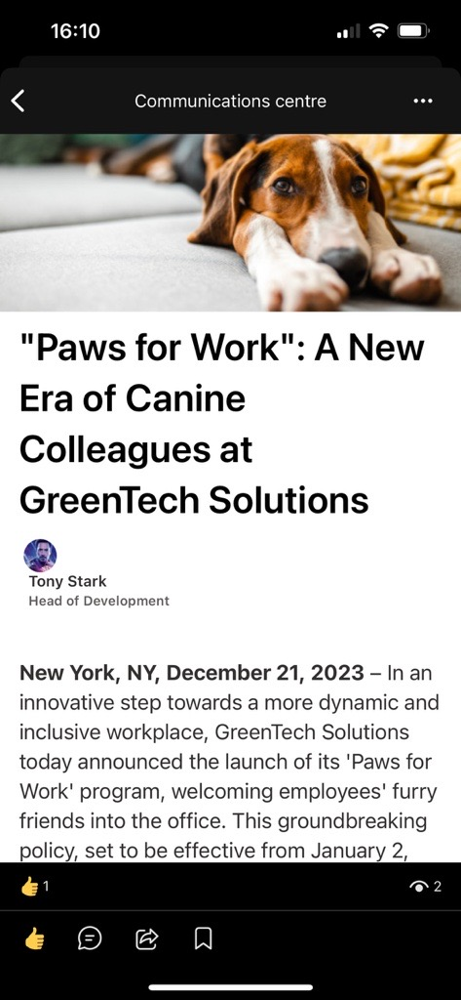 16:10
Communications centre
"Paws for Work": A New
Era of Canine
Colleagues at
GreenTech Solutions
Tony Stark
Head of Development
New York, NY, December 21, 2023 – In an
innovative step towards a more dynamic and
inclusive workplace, GreenTech Solutions
today announced the launch of its 'Paws for
Work' program, welcoming employees' furry
friends into the office. This groundbreaking
policy, set to be effective from January 2,
1
2